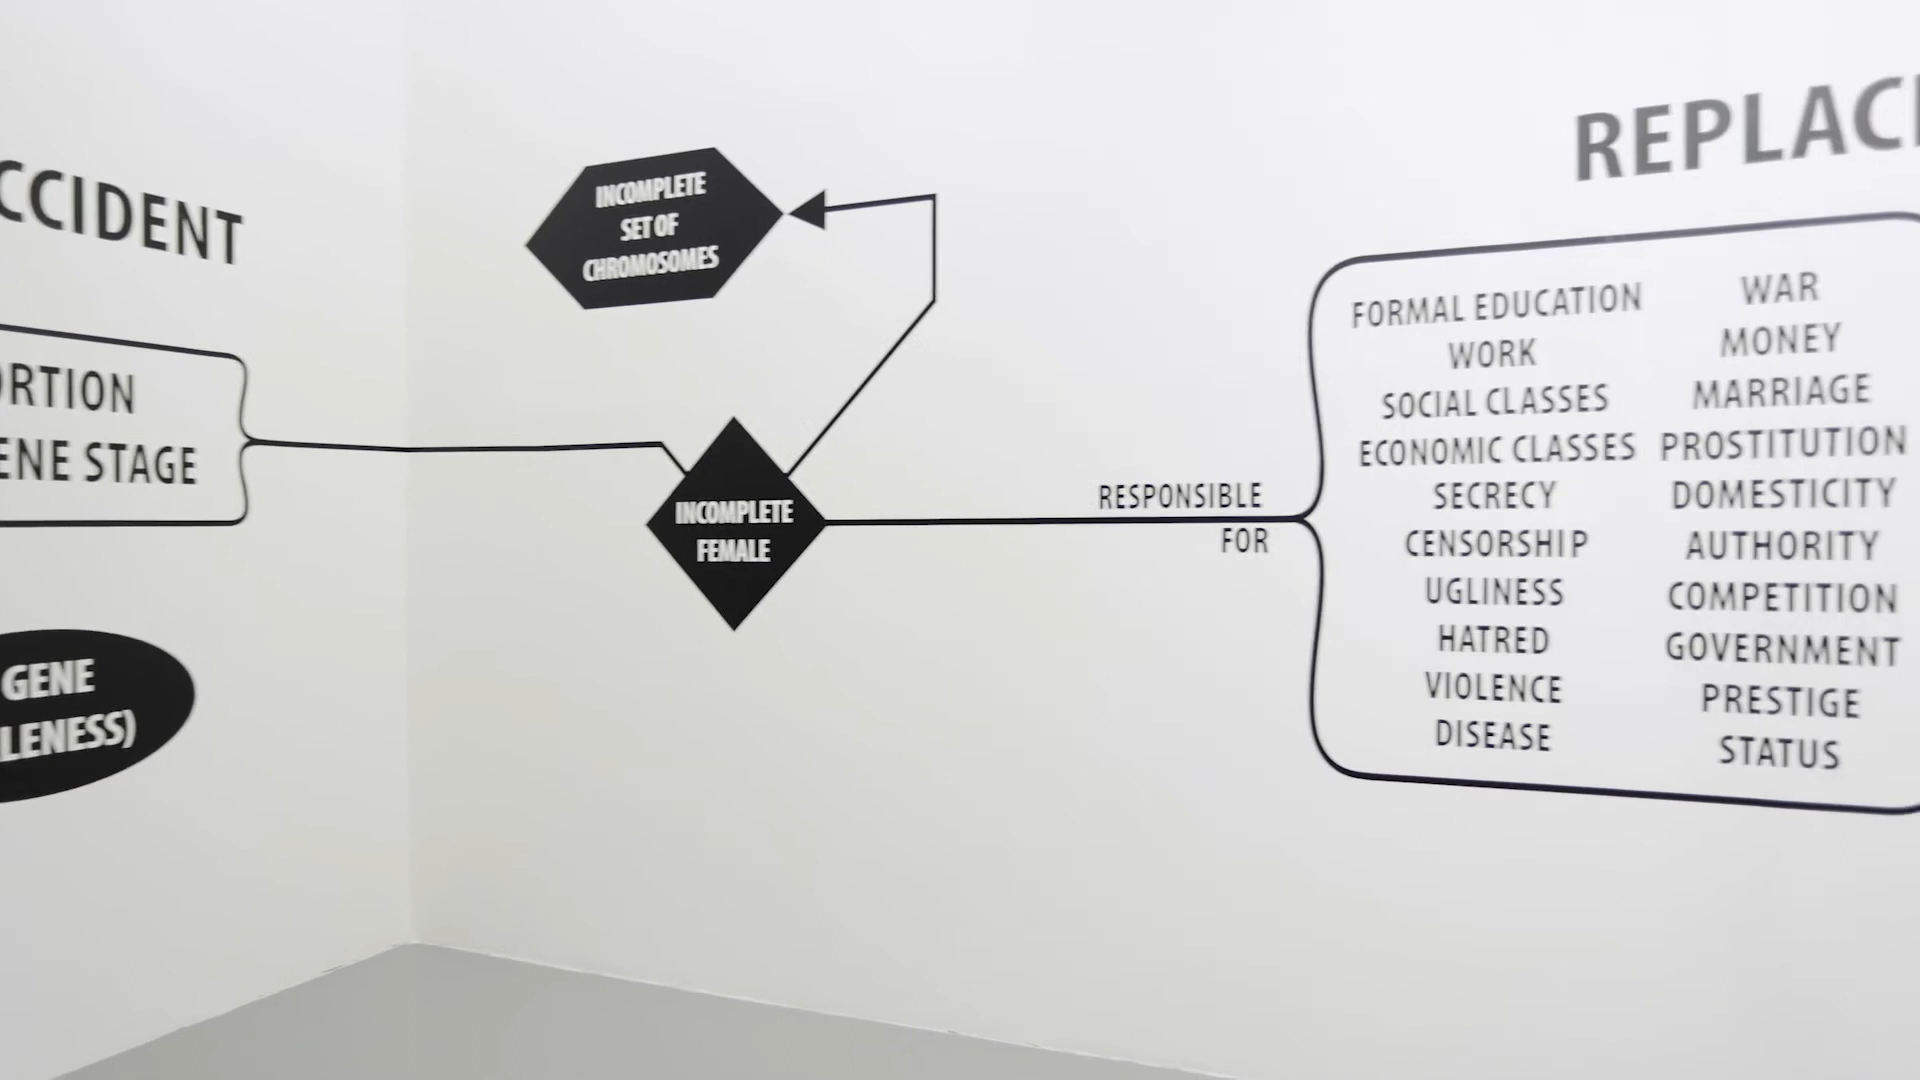 CCIDENT
ORTION
ENE STAGE
GENE
LENESS)
INCOMPLETE
SET OF
CHROMOSOMES
INCOMPLETE
FEMALE
RESPONSIBLE
FOR
REPLAC
FORMAL EDUCATION
WORK
SOCIAL CLASSES
ECONOMIC CLASSES
SECRECY
CENSORSHIP
UGLINESS
HATRED
VIOLENCE
DISEASE
WAR
MONEY
MARRIAGE
PROSTITUTION
DOMESTICITY
AUTHORITY
COMPETITION
GOVERNMENT
PRESTIGE
STATUS